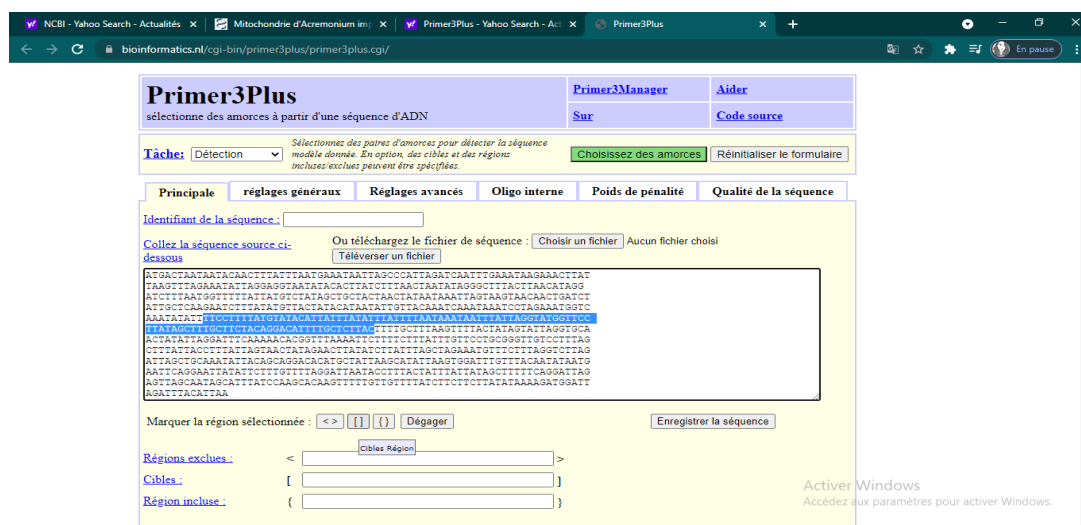 NCBI - Yahoo Search - Actualités
Mitochondrie d'Acremonium im
Primer3Plus - Yahoo Search - Act
Primer3Plus
bioinformatics.nl/cgi-bin/primer3plus/primer3plus.cgi/
En pause
Primer3Plus
sélectionne des amorces à partir d'une séquence d'ADN
Primer3Manager
Aider
Sur
Code source
Tâche: Détection
Sélectionnez des paires d'amorces pour détecter la séquence
modèle donnée. En option, des cibles et des régions
incluses/exclues peuvent être spécifiées.
Choisissez des amorces
Réinitialiser le formulaire
Principale
réglages généraux
Réglages avancés
Oligo interne
Poids de pénalité
Qualité de la séquence
Identifiant de la séquence :
Collez la séquence source ci-
dessous
Ou téléchargez le fichier de séquence : Choisir un fichier Aucun fichier choisi
Téléverser un fichier
ATGACTAATAATACAACTTTATTTAATGAAATAATTAGCCCATTAGATCAATTTGAAATAAGAAACTTAT
TAAGTTTAGAAATATTAGGAGGTAATATACACTTATCTTTAACTAATATAGGGCTTTACTTAACATAGG
ATCTTTAATGGTTTTTATTATGTCTATAGCTGCTACTAACTATAATAAATTAGTAAGTAACAACTGATCT
ATTGCTCAAGAATCTTTATATGTTACTATACATAATATTGTTACAAATCAAATAAATCCTAGAAATGGTC
AAATATATTTTCCTTTTATGTATACATTATTTATATTTATTTTAATAAATAATTTATTAGGTATGGTTCC
TTATAGCTTTGCTTCTACAGGACATTTTGCTCTTACTTTTGCTTTAAGTTTTACTATAGTATTAGGTGCA
ACTATATTAGGATTTCAAAAACACGGTTTAAAATTCTTTTCTTTATTTGTTCCTGCGGGTTGTCCTTTAG
CTTTATTACCTTTATTAGTAACTATAGAACTTATATCTTATTTAGCTAGAAATGTTTCTTTAGGTCTTAG
ATTAGCTGCAAATATTACAGCAGGACACATGCTATTAAGCATATTAAGTGGATTTGTTTACAATATAATG
AATTCAGGAATTATATTCTTTGTTTTAGGATTAATACCTTTACTATTTATTATAGCTTTTTCAGGATTAG
AGTTAGCAATAGCATTTATCCAAGCACAAGTTTTTGTTGTTTTATCTTCTTCTTATATAAAAGATGGATT
AGATTTACATTAA
Marquer la région sélectionnée : < > [ ] { } Dégager
Enregistrer la séquence
Cibles Région
Régions exclues : < >
Cibles : [ ]
Région incluse : { }
Activer Windows
Accédez aux paramètres pour activer Windows.